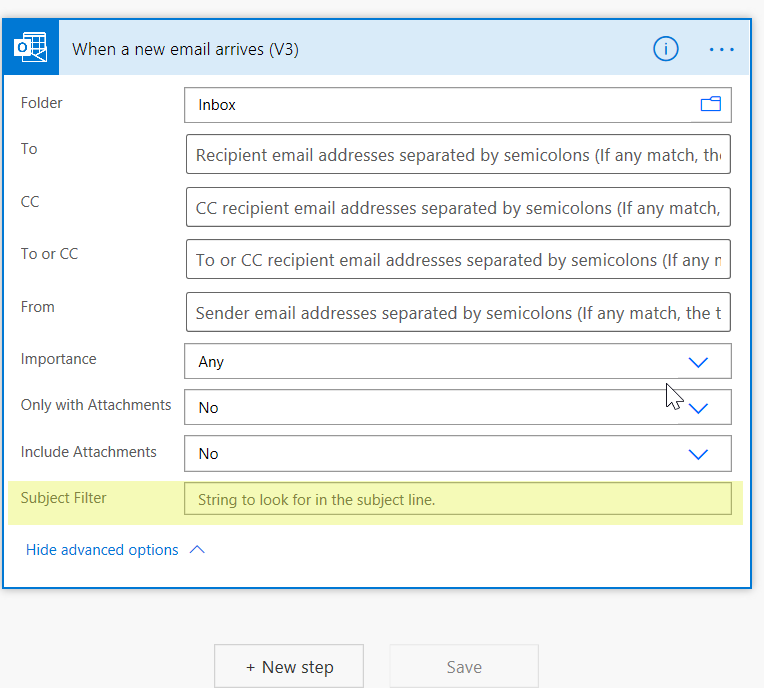 When a new email arrives (V3)
Folder
Inbox
To
Recipient email addresses separated by semicolons (If any match, the
CC
CC recipient email addresses separated by semicolons (If any match,
To or CC
To or CC recipient email addresses separated by semicolons (If any m
From
Sender email addresses separated by semicolons (If any match, the t
Importance
Any
Only with Attachments
No
Include Attachments
No
Subject Filter
String to look for in the subject line.
Hide advanced options
+ New step
Save